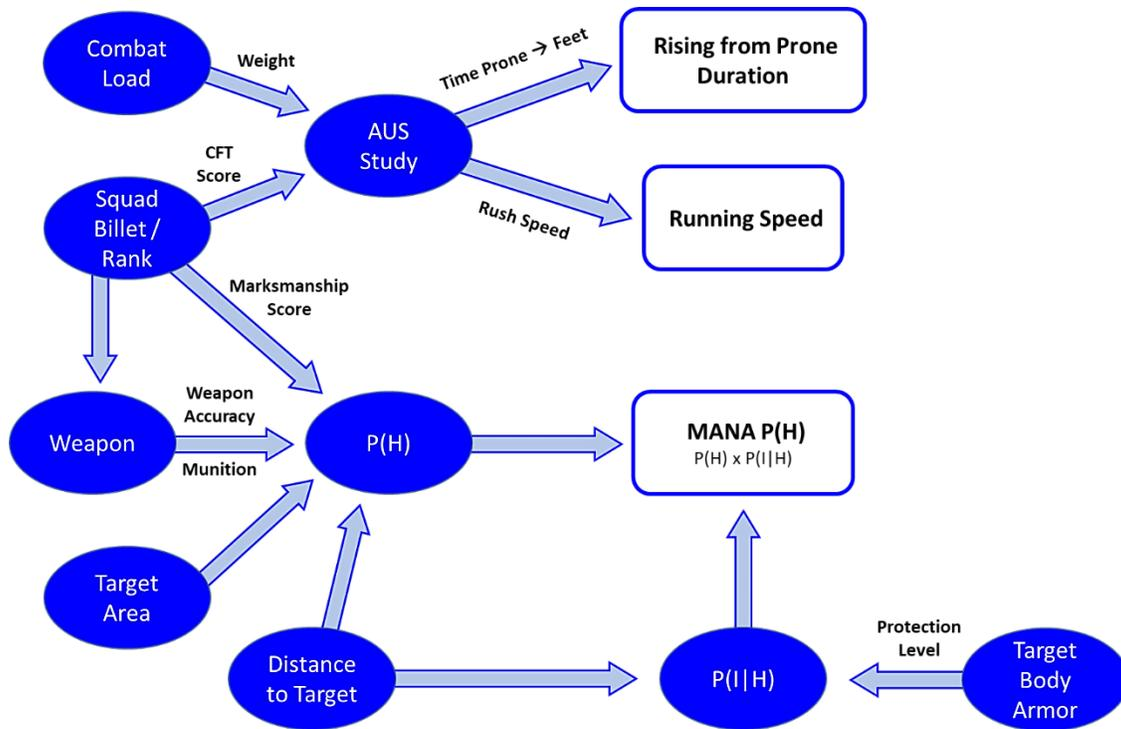 Combat
Load
Weight
Time Prone → Feet
Rising from Prone
Duration
AUS
Study
CFT
Score
Squad
Billet /
Rank
Rush Speed
Running Speed
Marksmanship
Score
Weapon
Weapon
Accuracy
Munition
P(H)
MANA P(H)
P(H) x P(I|H)
Target
Area
Distance
to Target
P(I|H)
Protection
Level
Target
Body
Armor